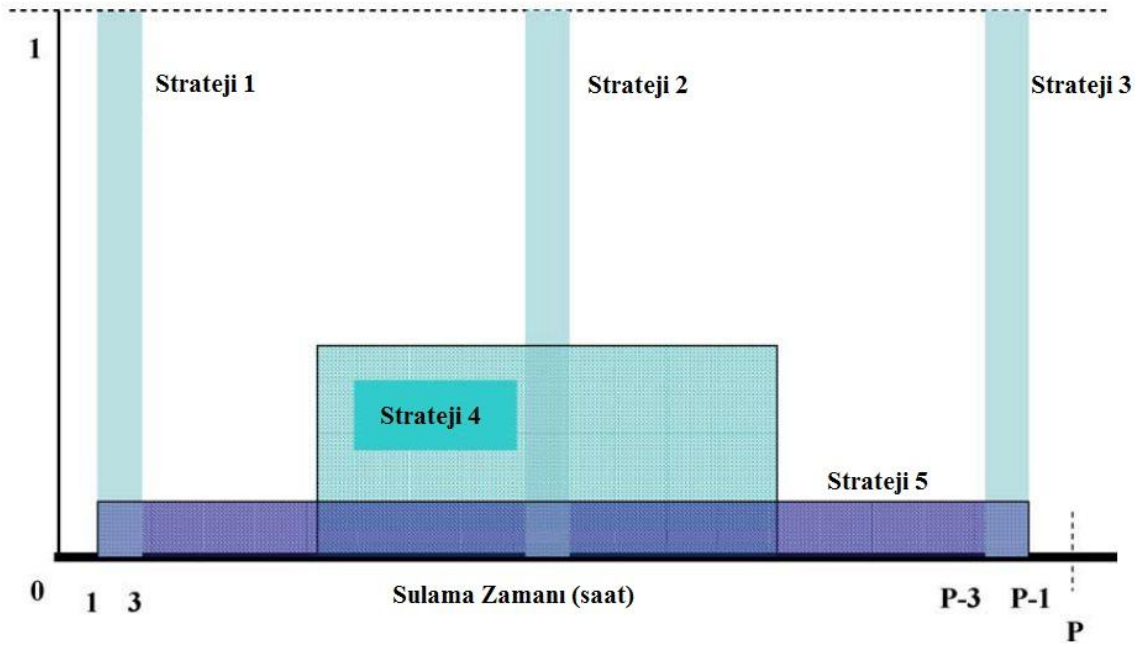 1
Strateji 1
Strateji 2
Strateji 3
Strateji 4
Strateji 5
0
1
3
Sulama Zamanı (saat)
P-3
P-1
P